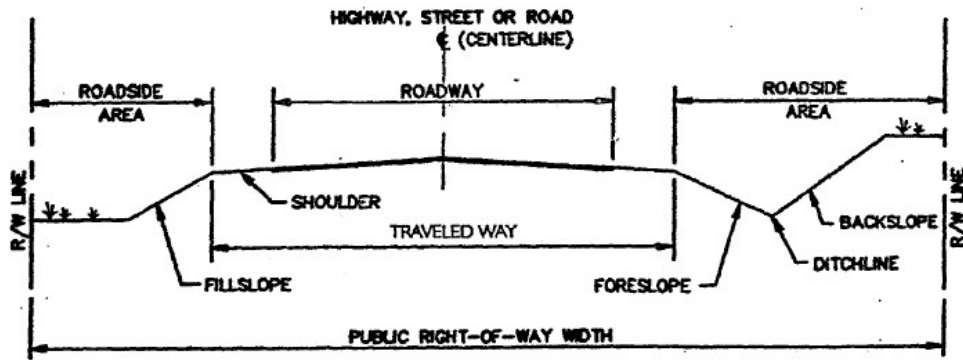 HIGHWAY, STREET OR ROAD
℄ (CENTERLINE)
ROADSIDE
AREA
ROADWAY
ROADSIDE
AREA
R/W LINE
SHOULDER
TRAVELED WAY
FILLSLOPE
FORESLOPE
BACKSLOPE
DITCHLINE
R/W LINE
PUBLIC RIGHT-OF-WAY WIDTH